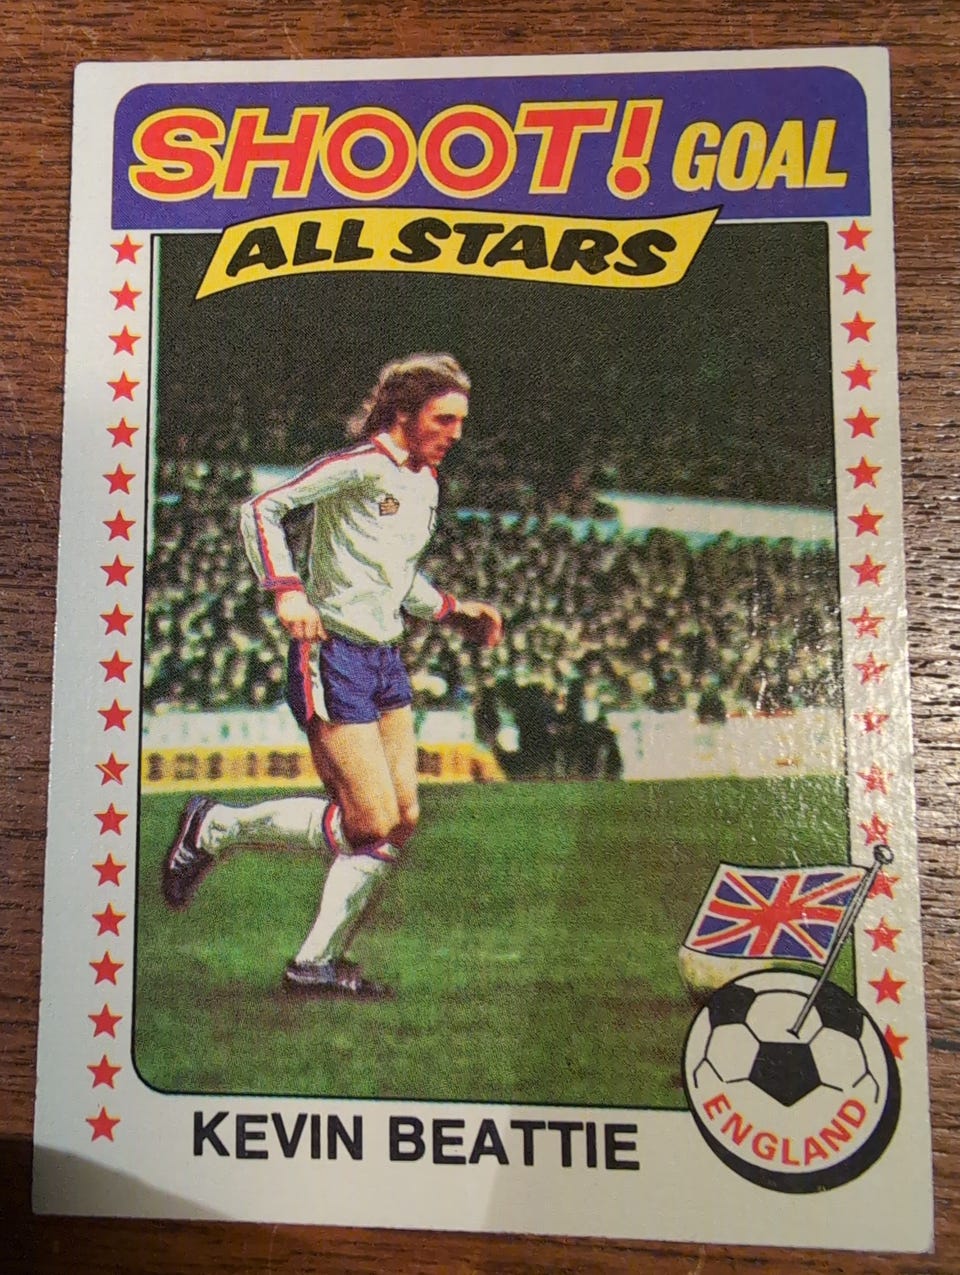 SHOOT! GOAL
ALL STARS
KEVIN BEATTIE
ENGLAND